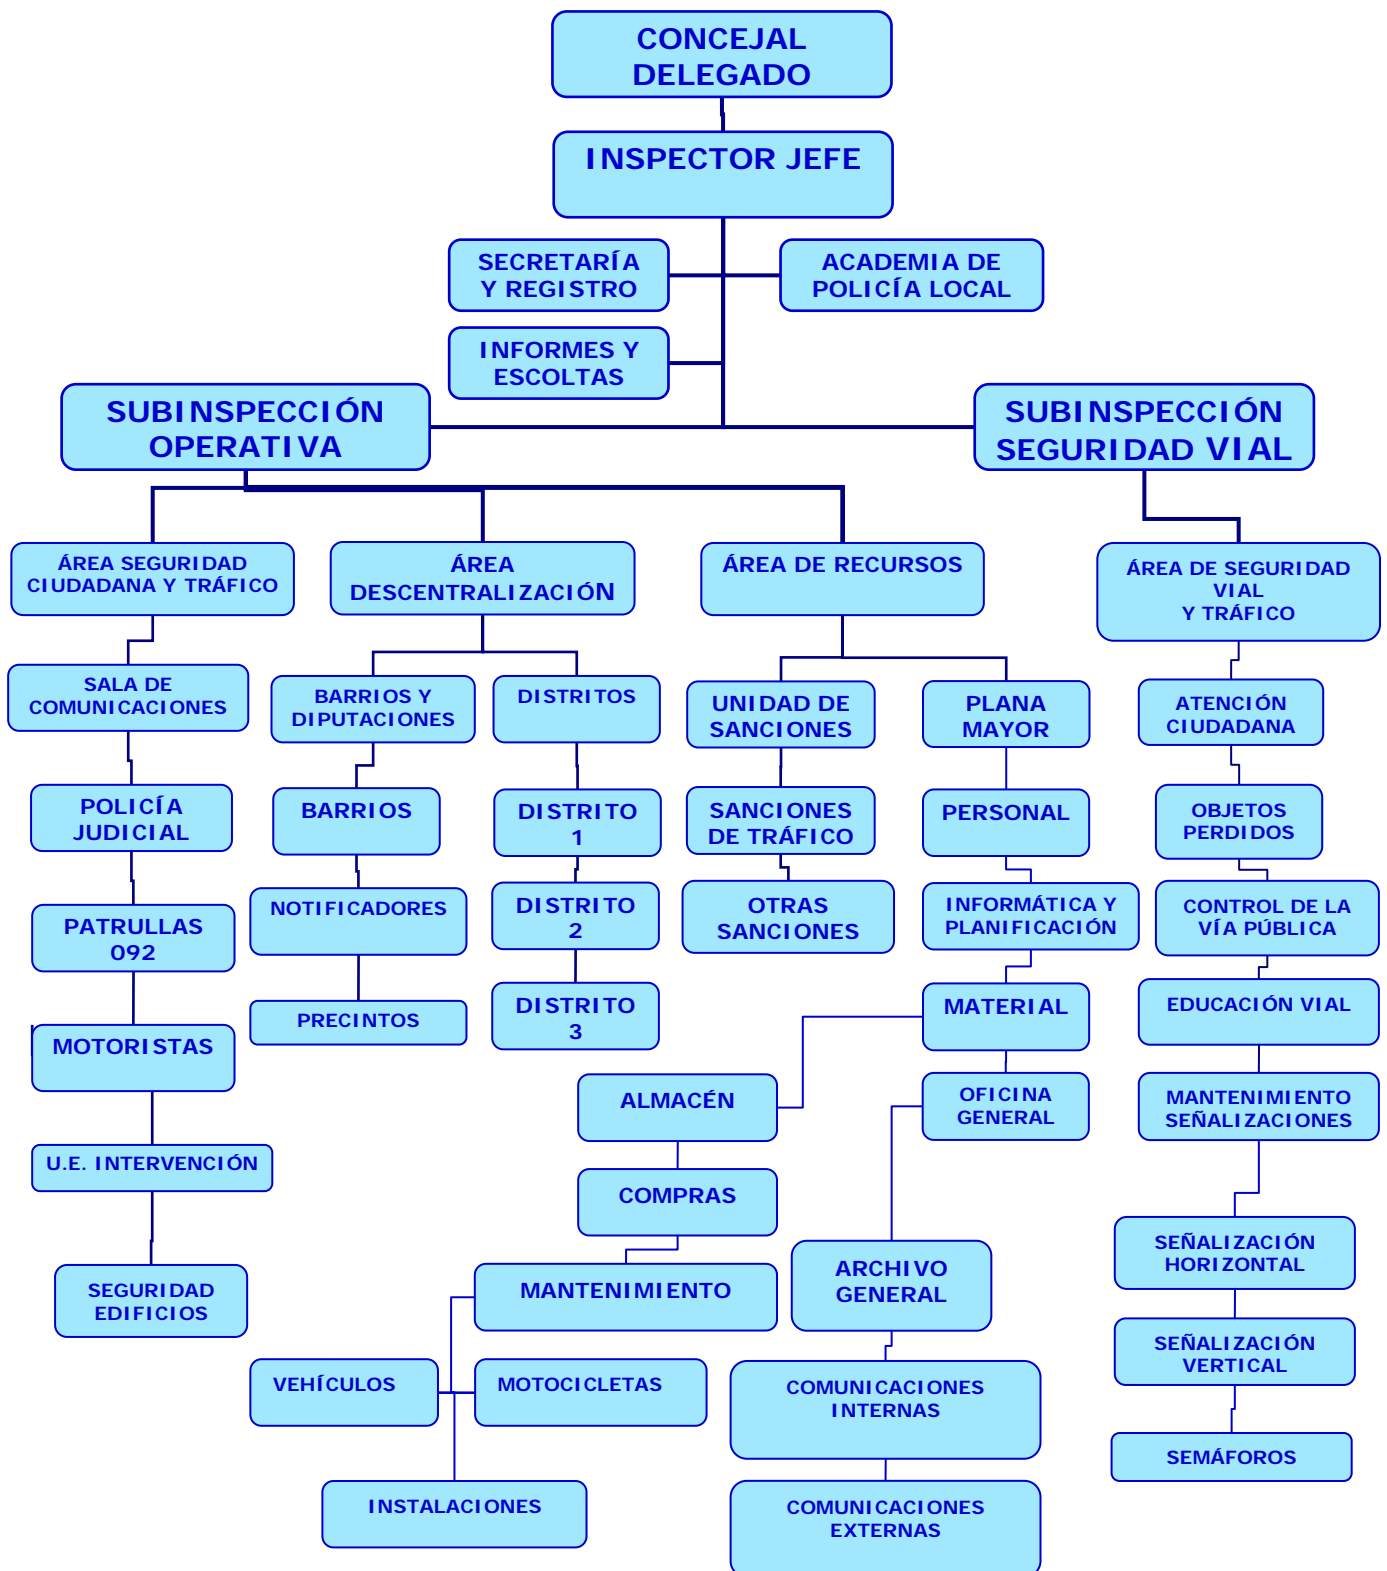 CONCEJAL
DELEGADO
INSPECTOR JEFE
SECRETARÍA
Y REGISTRO
ACADEMIA DE
POLICÍA LOCAL
INFORMES Y
ESCOLTAS
SUBINSPECCIÓN
OPERATIVA
SUBINSPECCIÓN
SEGURIDAD VIAL
ÁREA SEGURIDAD
CIUDADANA Y TRÁFICO
ÁREA
DESCENTRALIZACIÓN
ÁREA DE RECURSOS
ÁREA DE SEGURIDAD
VIAL
Y TRÁFICO
SALA DE
COMUNICACIONES
BARRIOS Y
DIPUTACIONES
DISTRITOS
UNIDAD DE
SANCIONES
PLANA
MAYOR
ATENCIÓN
CIUDADANA
POLICÍA
JUDICIAL
BARRIOS
DISTRITO
1
SANCIONES
DE TRÁFICO
PERSONAL
OBJETOS
PERDIDOS
PATRULLAS
092
NOTIFICADORES
DISTRITO
2
OTRAS
SANCIONES
INFORMÁTICA Y
PLANIFICACIÓN
CONTROL DE LA
VÍA PÚBLICA
MOTORISTAS
PRECINTOS
DISTRITO
3
MATERIAL
EDUCACIÓN VIAL
ALMACÉN
OFICINA
GENERAL
MANTENIMIENTO
SEÑALIZACIONES
U.E. INTERVENCIÓN
COMPRAS
SEÑALIZACIÓN
HORIZONTAL
SEGURIDAD
EDIFICIOS
MANTENIMIENTO
ARCHIVO
GENERAL
SEÑALIZACIÓN
VERTICAL
VEHÍCULOS
MOTOCICLETAS
COMUNICACIONES
INTERNAS
SEMÁFOROS
INSTALACIONES
COMUNICACIONES
EXTERNAS